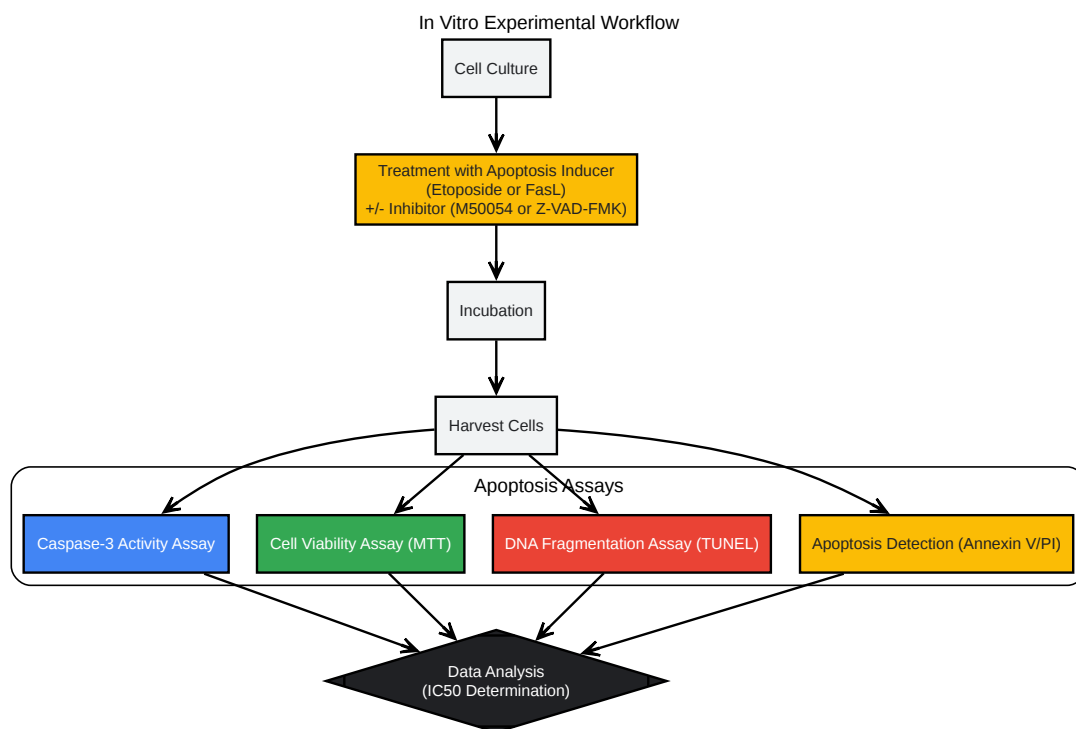 In Vitro Experimental Workflow
Cell Culture
Treatment with Apoptosis Inducer
(Etoposide or FasL)
+/- Inhibitor (M50054 or Z-VAD-FMK)
Incubation
Harvest Cells
Apoptosis Assays
Caspase-3 Activity Assay
Cell Viability Assay (MTT)
DNA Fragmentation Assay (TUNEL)
Apoptosis Detection (Annexin V/PI)
Data Analysis
(IC50 Determination)